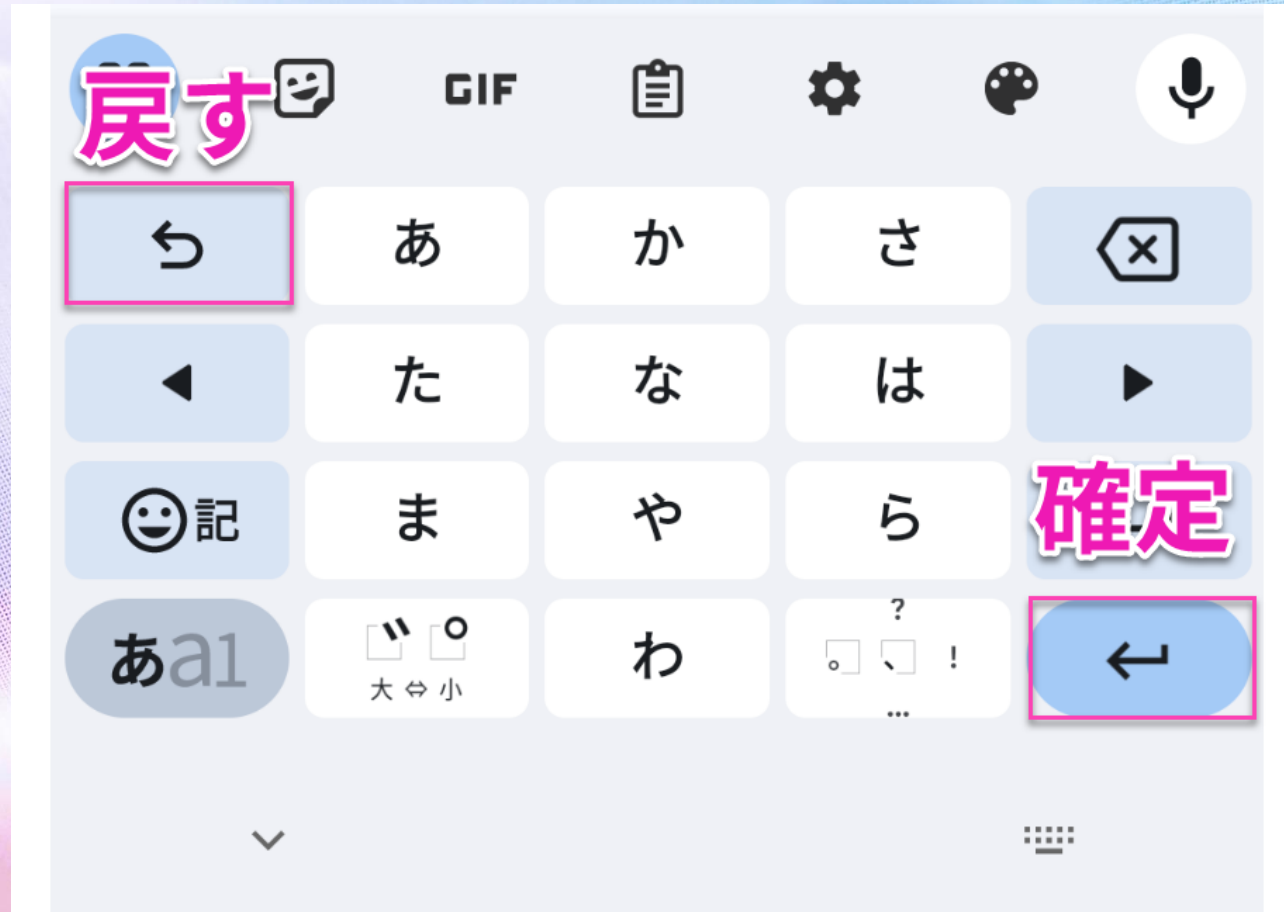 戻す
GIF
あ
か
さ
た
な
は
記
ま
や
ら
確定
あa1
゛゜
大⇔小
わ
?
。、!
…